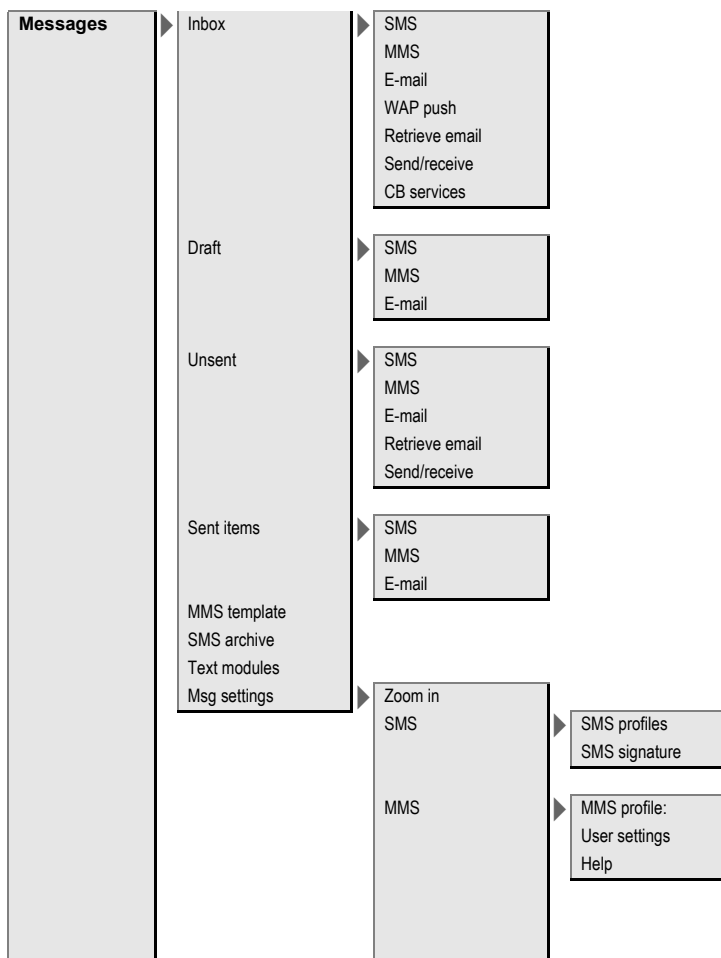 Messages
Inbox
SMS
MMS
E-mail
WAP push
Retrieve email
Send/receive
CB services
Draft
SMS
MMS
E-mail
Unsent
SMS
MMS
E-mail
Retrieve email
Send/receive
Sent items
SMS
MMS
E-mail
MMS template
SMS archive
Text modules
Msg settings
Zoom in
SMS
SMS profiles
SMS signature
MMS
MMS profile:
User settings
Help